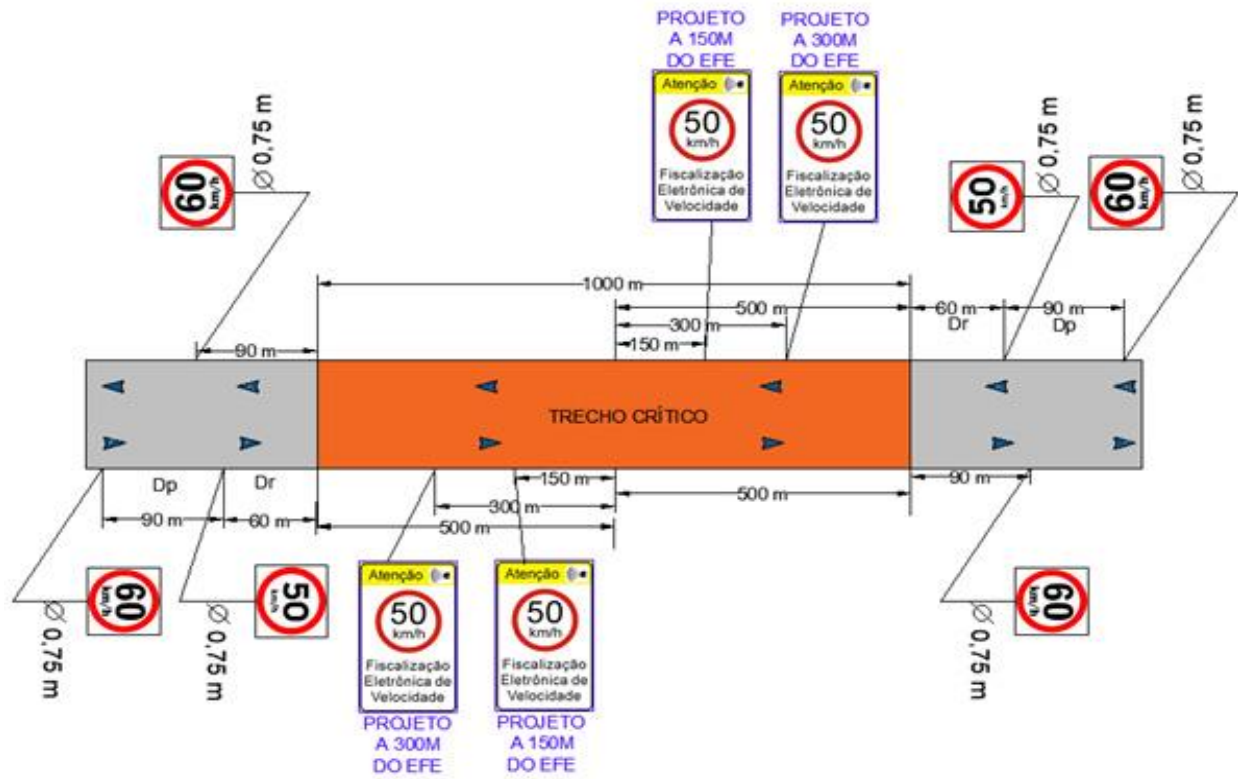 PROJETO
A 150M
DO EFE
PROJETO
A 300M
DO EFE
Atenção
50
km/h
Fiscalização
Eletrônica de
Velocidade
Atenção
50
km/h
Fiscalização
Eletrônica de
Velocidade
60
km/h
Ø 0,75 m
50
km/h
Ø 0,75 m
60
km/h
Ø 0,75 m
1000 m
500 m
60 m
90 m
300 m
Dr
Dp
150 m
90 m
TRECHO CRÍTICO
Dp
Dr
150 m
90 m
300 m
500 m
90 m
60 m
500 m
60
km/h
Ø 0,75 m
50
km/h
Ø 0,75 m
Atenção
50
km/h
Fiscalização
Eletrônica de
Velocidade
PROJETO
A 300M
DO EFE
Atenção
50
km/h
Fiscalização
Eletrônica de
Velocidade
PROJETO
A 150M
DO EFE
60
km/h
Ø 0,75 m